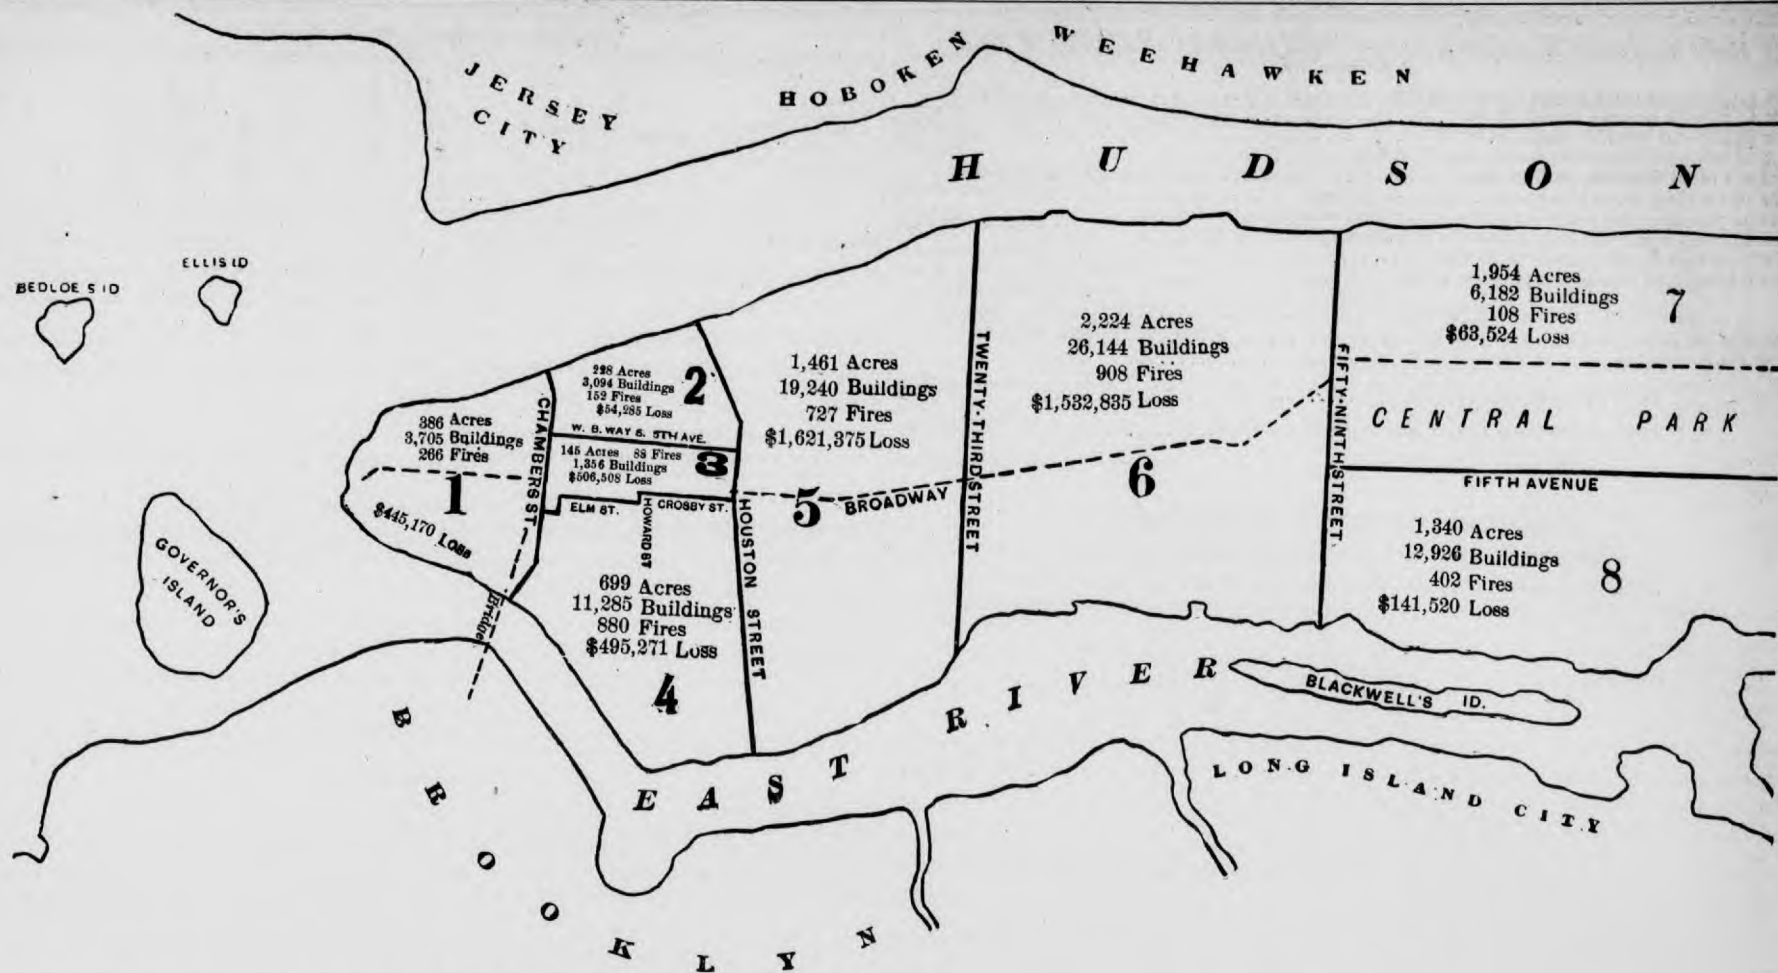 JERSEY
CITY
HOBOKEN
WEEHAWKEN
HUDSON
BEDLOE S ID
ELLIS ID
GOVERNOR'S
ISLAND
386 Acres
3,705 Buildings
266 Fires
1
$445,170 Loss
CHAMBERS ST.
228 Acres
3,094 Buildings
152 Fires
$54,285 Loss
2
W. B. WAY & 5TH AVE.
145 Acres 88 Fires
1,356 Buildings
$506,508 Loss
3
ELM ST.
HOWARD ST
CROSBY ST.
699 Acres
11,285 Buildings
880 Fires
$495,271 Loss
4
HOUSTON STREET
1,461 Acres
19,240 Buildings
727 Fires
$1,621,375 Loss
5
BROADWAY
TWENTY-THIRD STREET
2,224 Acres
26,144 Buildings
908 Fires
$1,532,835 Loss
6
FIFTY-NINTH STREET
1,954 Acres
6,182 Buildings
108 Fires
$63,524 Loss
7
CENTRAL PARK
FIFTH AVENUE
1,340 Acres
12,926 Buildings
402 Fires
$141,520 Loss
8
Bridge
EAST RIVER
BLACKWELL'S ID.
LONG ISLAND CITY
BROOKLYN